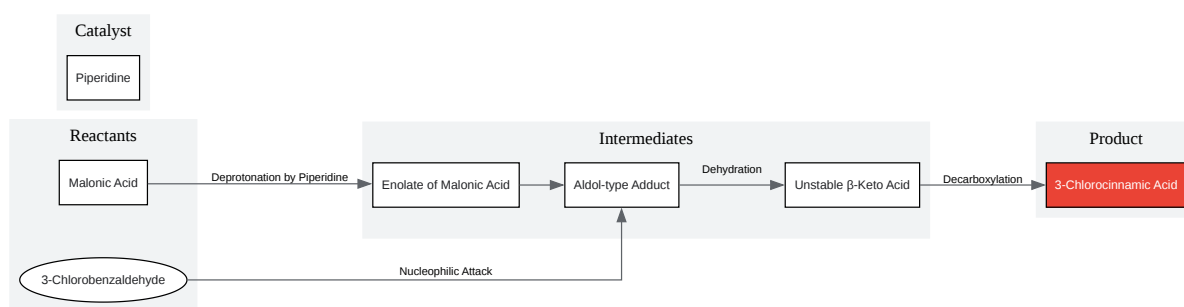 Catalyst
Piperidine
Reactants
Malonic Acid
Deprotonation by Piperidine
3-Chlorobenzaldehyde
Nucleophilic Attack
Intermediates
Enolate of Malonic Acid
Aldol-type Adduct
Dehydration
Unstable β-Keto Acid
Decarboxylation
Product
3-Chlorocinnamic Acid